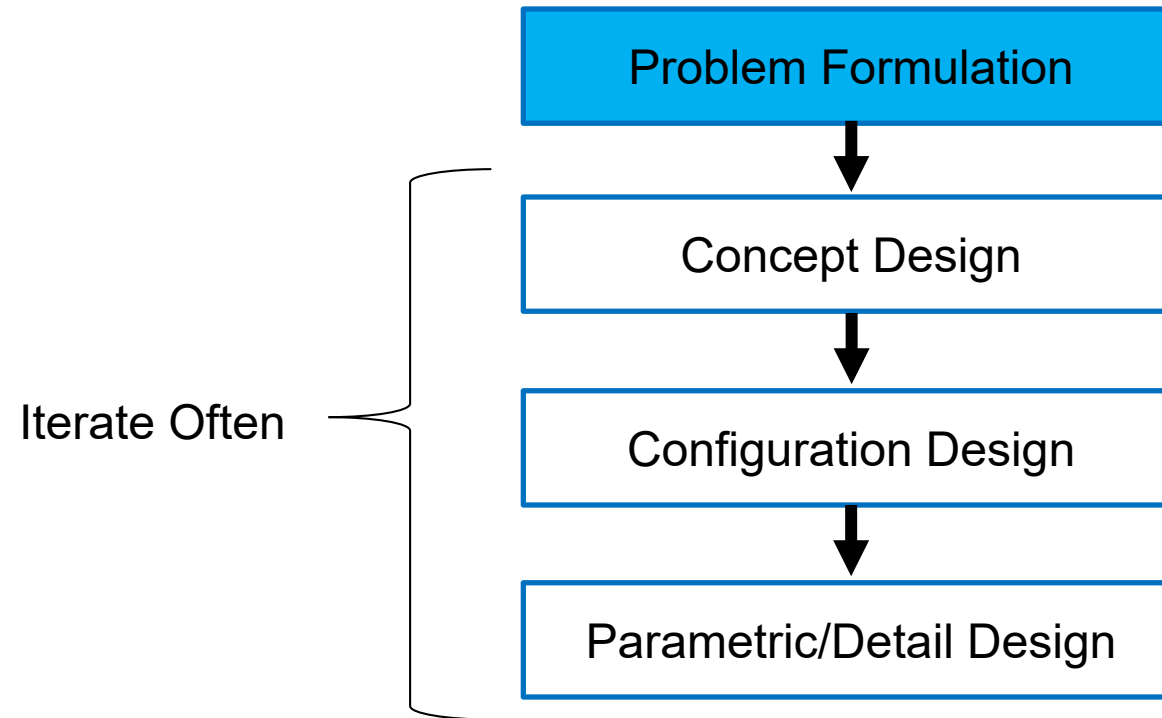 Problem Formulation
Concept Design
Iterate Often
Configuration Design
Parametric/Detail Design